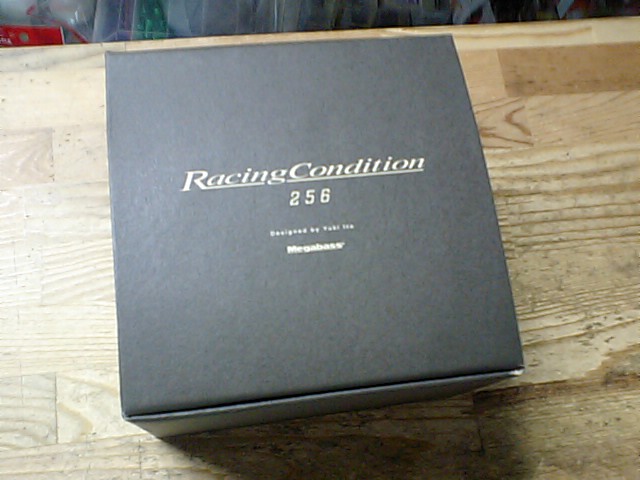 RacingCondition
256
Designed by Yuki Ito
Megabass